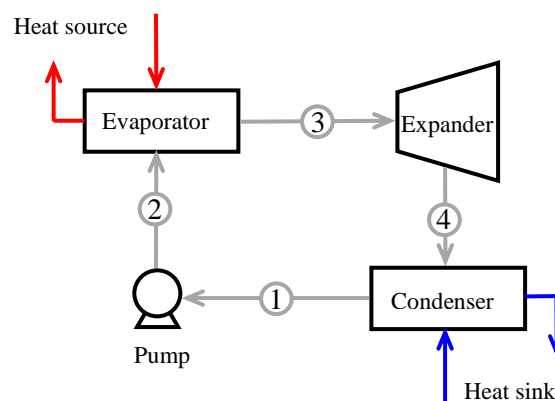 Heat source
Evaporator
3
Expander
2
4
1
Condenser
Pump
Heat sink